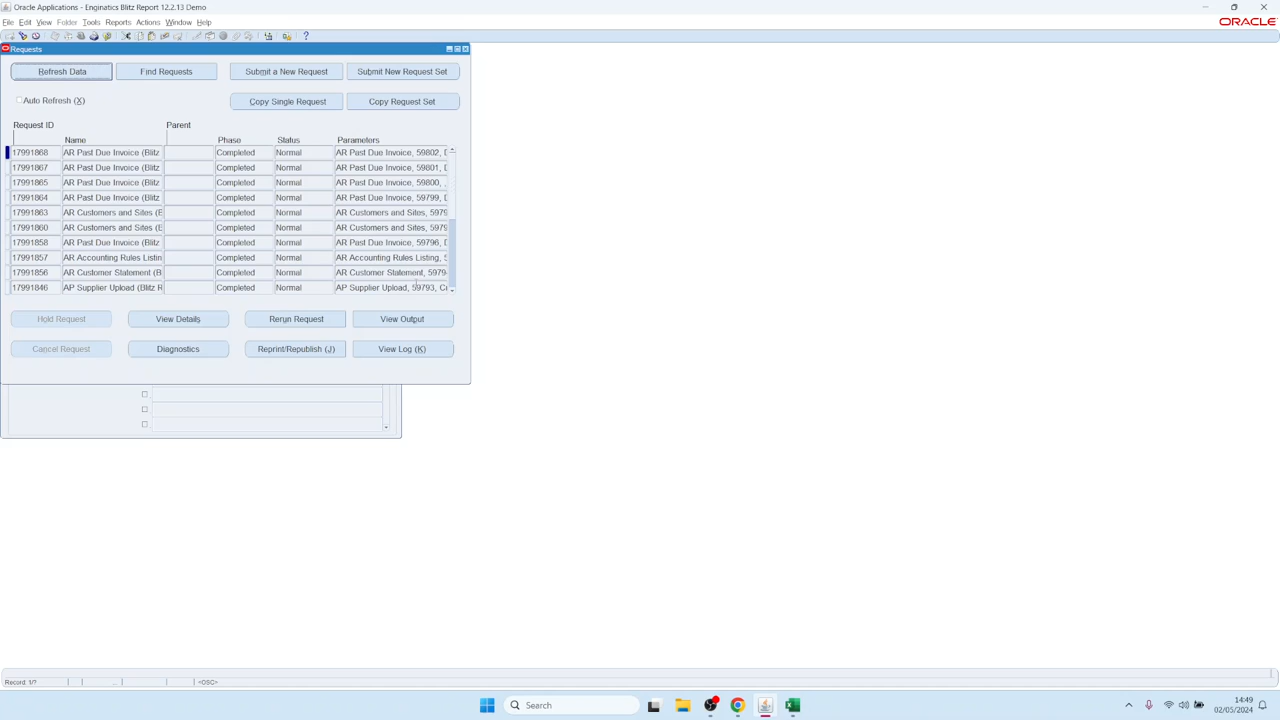 Oracle Applications - Enginatics Blitz Report 12.2.13 Demo
File Edit View Folder Tools Reports Actions Window Help
ORACLE
Requests
Refresh Data Find Requests Submit a New Request Submit New Request Set
Auto Refresh (X) Copy Single Request Copy Request Set
Request ID Parent
Name Phase Status Parameters
17991868 AR Past Due Invoice (Blitz Completed Normal AR Past Due Invoice, 59802, D
17991867 AR Past Due Invoice (Blitz Completed Normal AR Past Due Invoice, 59801, D
17991865 AR Past Due Invoice (Blitz Completed Normal AR Past Due Invoice, 59800, ,
17991864 AR Past Due Invoice (Blitz Completed Normal AR Past Due Invoice, 59799, D
17991863 AR Customers and Sites (E Completed Normal AR Customers and Sites, 5979
17991860 AR Customers and Sites (E Completed Normal AR Customers and Sites, 5979
17991858 AR Past Due Invoice (Blitz Completed Normal AR Past Due Invoice, 59796, D
17991857 AR Accounting Rules Listin Completed Normal AR Accounting Rules Listing, 5
17991856 AR Customer Statement (B Completed Normal AR Customer Statement, 5979
17991846 AP Supplier Upload (Blitz R Completed Normal AP Supplier Upload, 59793, Cr
Hold Request View Details Rerun Request View Output
Cancel Request Diagnostics Reprint/Republish (J) View Log (K)
Record: 1/? ... <OSC>
Search
14:49
02/05/2024